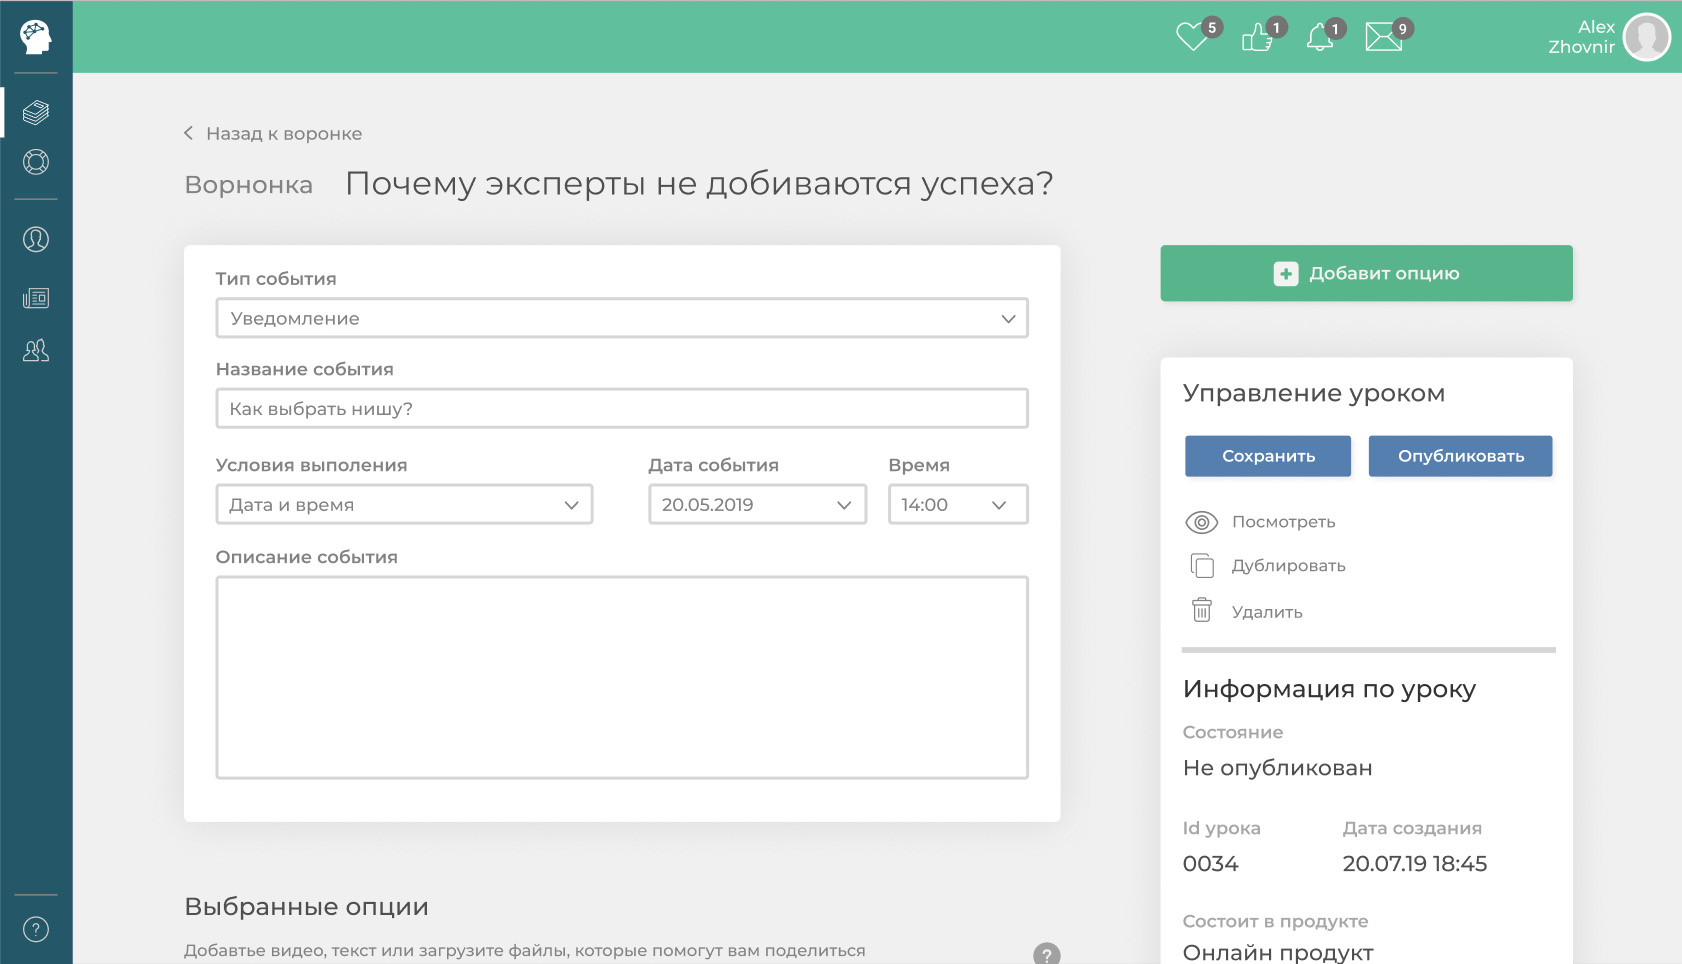 5
1
1
9
Alex
Zhovnir
Назад к воронке
Ворнонка
Почему эксперты не добиваются успеха?
Тип события
Уведомление
Название события
Как выбрать нишу?
Условия выполения
Дата события
Время
Дата и время
20.05.2019
14:00
Описание события
Добавит опцию
Управление уроком
Сохранить
Опубликовать
Посмотреть
Дублировать
Удалить
Информация по уроку
Состояние
Не опубликован
Id урока
Дата создания
0034
20.07.19 18:45
Состоит в продукте
Онлайн продукт
Выбранные опции
Добавтье видео, текст или загрузите файлы, которые помогут вам поделиться
?
?